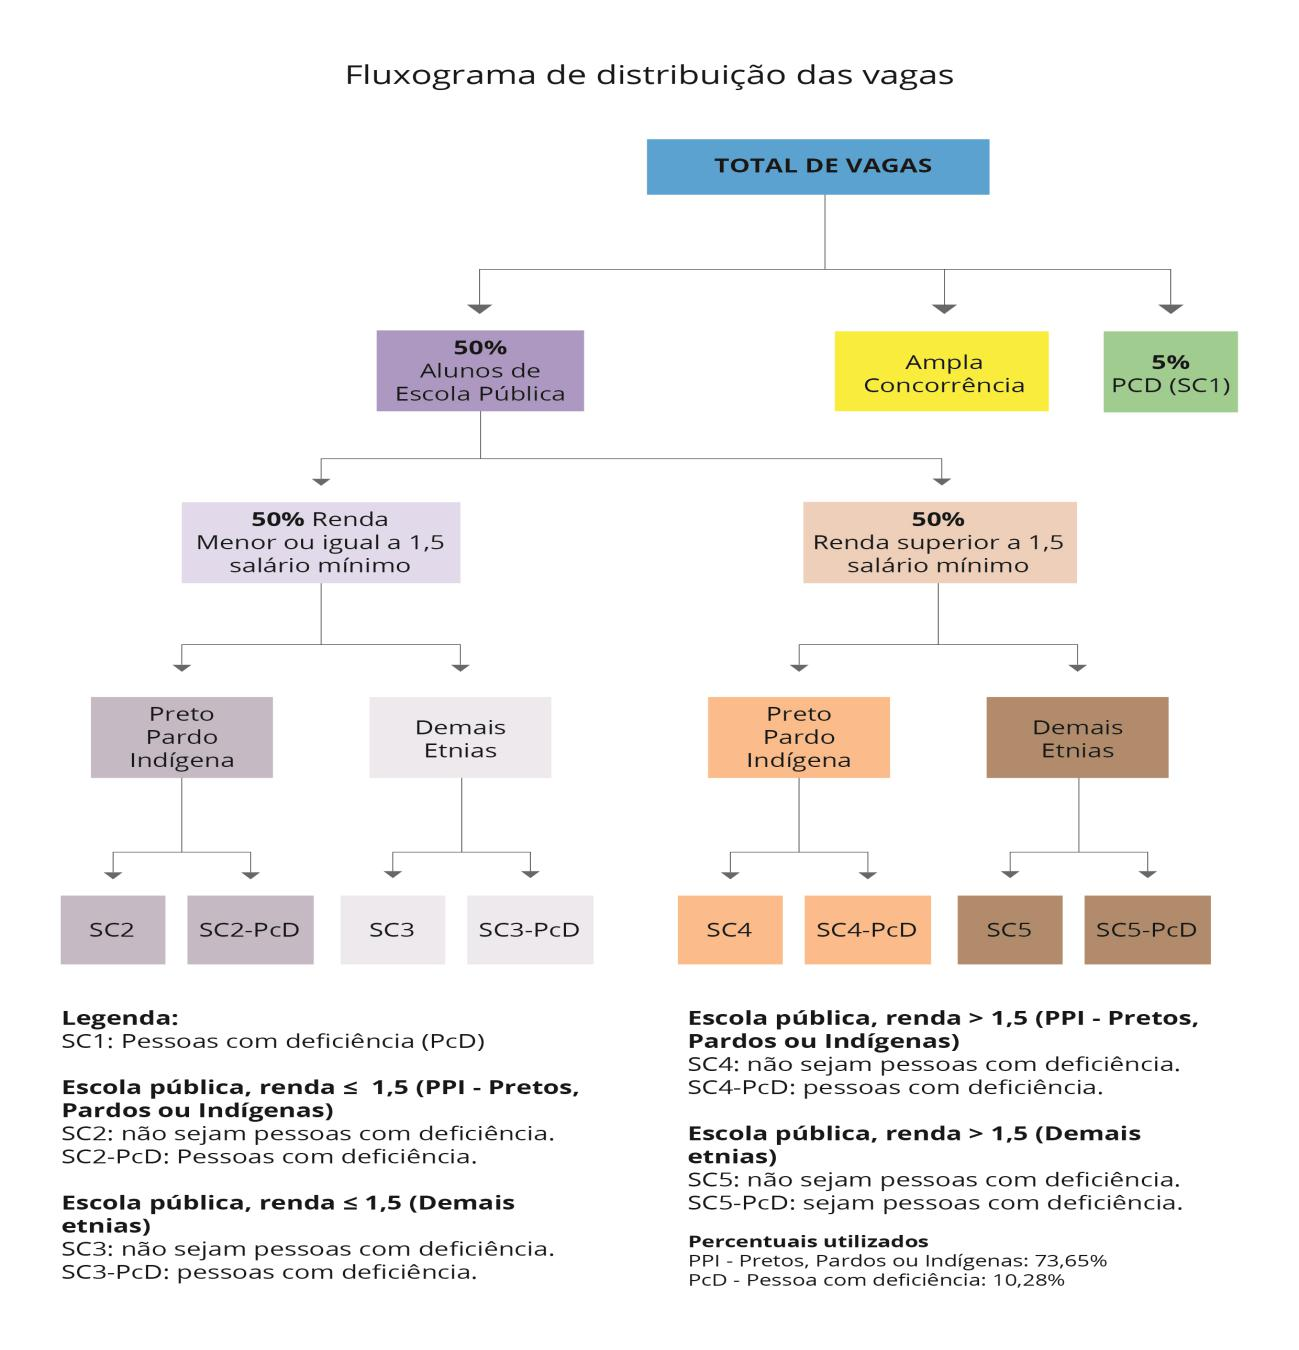 Fluxograma de distribuição das vagas
TOTAL DE VAGAS
50%
Alunos de
Escola Pública
Ampla
Concorrência
5%
PCD (SC1)
50% Renda
Menor ou igual a 1,5
salário mínimo
50%
Renda superior a 1,5
salário mínimo
Preto
Pardo
Indígena
Demais
Etnias
Preto
Pardo
Indígena
Demais
Etnias
SC2
SC2-PcD
SC3
SC3-PcD
SC4
SC4-PcD
SC5
SC5-PcD
Legenda:
SC1: Pessoas com deficiência (PcD)
Escola pública, renda ≤ 1,5 (PPI - Pretos,
Pardos ou Indígenas)
SC2: não sejam pessoas com deficiência.
SC2-PcD: Pessoas com deficiência.
Escola pública, renda ≤ 1,5 (Demais
etnias)
SC3: não sejam pessoas com deficiência.
SC3-PcD: pessoas com deficiência.
Escola pública, renda > 1,5 (PPI - Pretos,
Pardos ou Indígenas)
SC4: não sejam pessoas com deficiência.
SC4-PcD: pessoas com deficiência.
Escola pública, renda > 1,5 (Demais
etnias)
SC5: não sejam pessoas com deficiência.
SC5-PcD: sejam pessoas com deficiência.
Percentuais utilizados
PPI - Pretos, Pardos ou Indígenas: 73,65%
PcD - Pessoa com deficiência: 10,28%